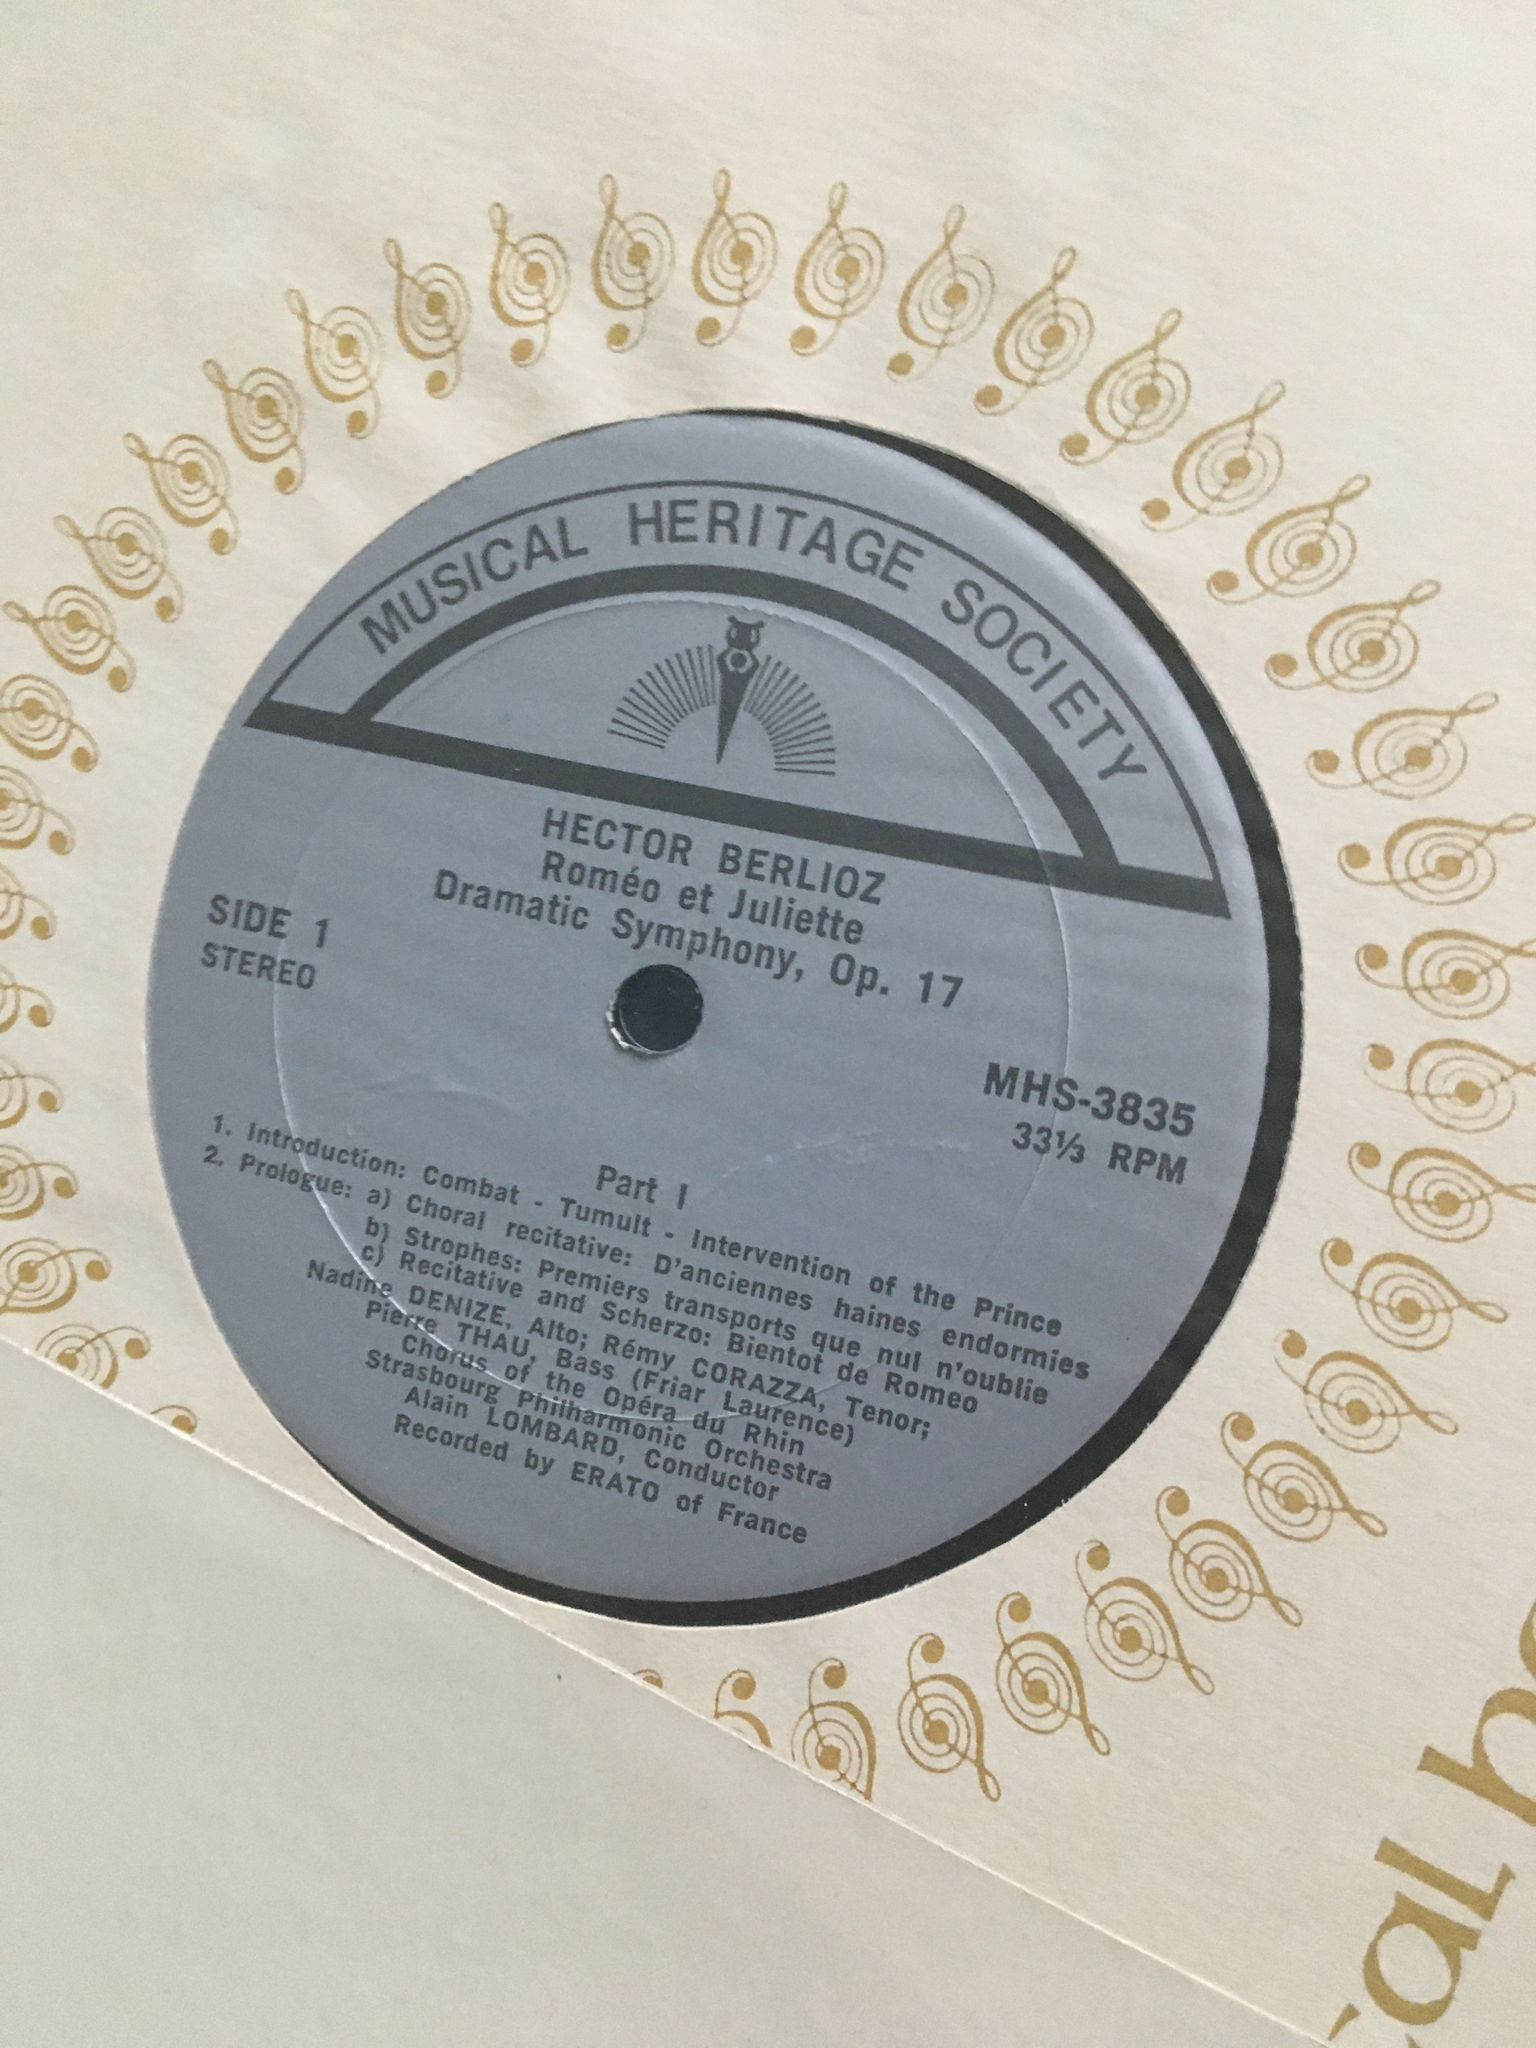 MUSICAL HERITAGE SOCIETY
HECTOR BERLIOZ
Roméo et Juliette
Dramatic Symphony, Op. 17
SIDE 1
STEREO
MHS-3835
33⅓ RPM
Part I
1. Introduction: Combat - Tumult - Intervention of the Prince
2. Prologue: a) Choral recitative: D'anciennes haines endormies
b) Strophes: Premiers transports que nul n'oublie
c) Recitative and Scherzo: Bientot de Romeo
Nadine DENIZE, Alto; Rémy CORAZZA, Tenor;
Pierre THAU, Bass (Friar Laurence)
Chorus of the Opéra du Rhin
Strasbourg Philharmonic Orchestra
Alain LOMBARD, Conductor
Recorded by ERATO of France